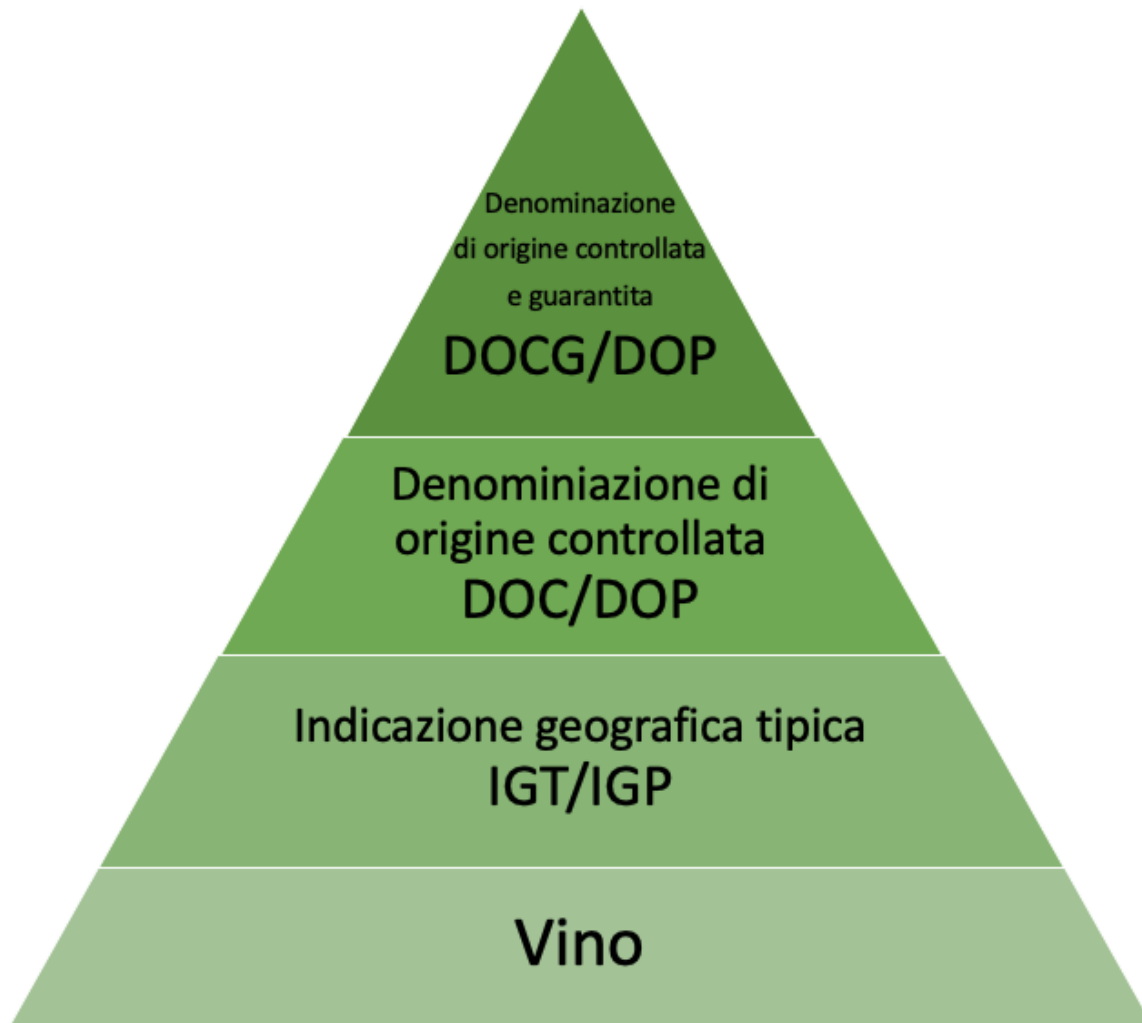 Denominazione
di origine controllata
e guarantita
DOCG/DOP
Denominiazione di
origine controllata
DOC/DOP
Indicazione geografica tipica
IGT/IGP
Vino